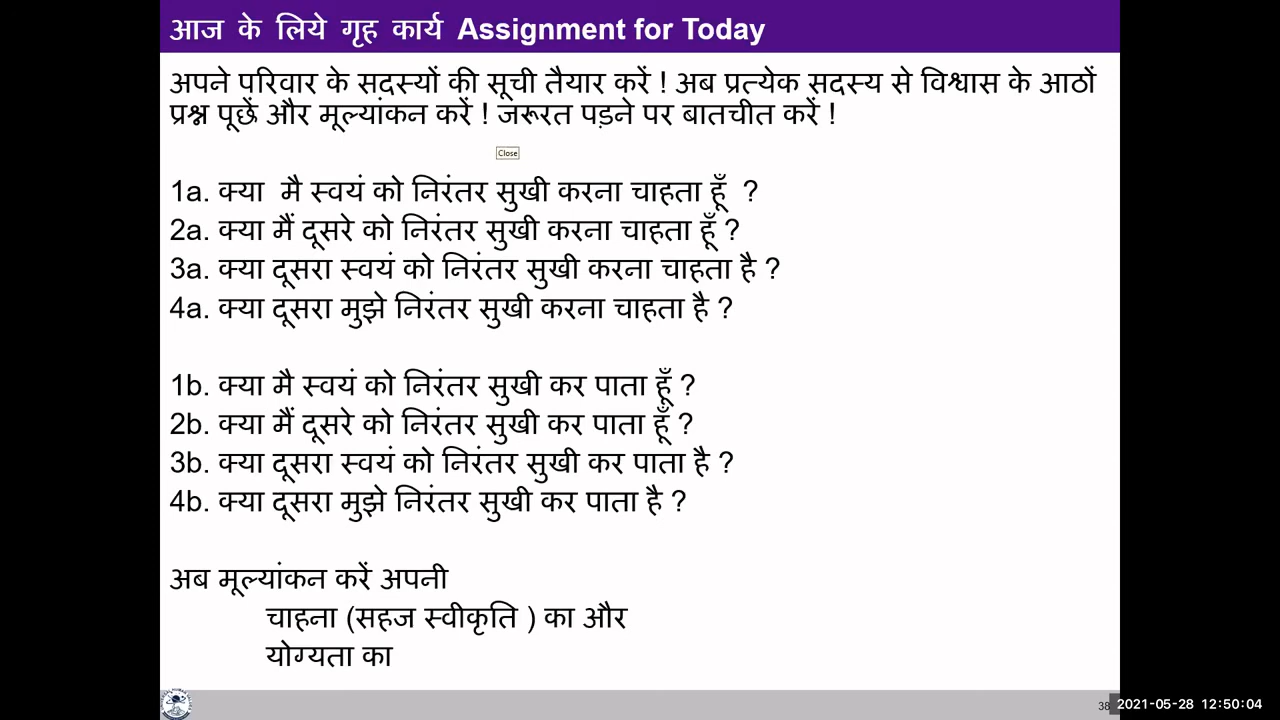 आज के लिये गृह कार्य Assignment for Today
अपने परिवार के सदस्यों की सूची तैयार करें ! अब प्रत्येक सदस्य से विश्वास के आठों
प्रश्न पूछें और मूल्यांकन करें ! जरूरत पड़ने पर बातचीत करें !
Close
1a. क्या मै स्वयं को निरंतर सुखी करना चाहता हूँ ?
2a. क्या मैं दूसरे को निरंतर सुखी करना चाहता हूँ ?
3a. क्या दूसरा स्वयं को निरंतर सुखी करना चाहता है ?
4a. क्या दूसरा मुझे निरंतर सुखी करना चाहता है ?
1b. क्या मै स्वयं को निरंतर सुखी कर पाता हूँ ?
2b. क्या मैं दूसरे को निरंतर सुखी कर पाता हूँ ?
3b. क्या दूसरा स्वयं को निरंतर सुखी कर पाता है ?
4b. क्या दूसरा मुझे निरंतर सुखी कर पाता है ?
अब मूल्यांकन करें अपनी
चाहना (सहज स्वीकृति ) का और
योग्यता का
38 2021-05-28 12:50:04